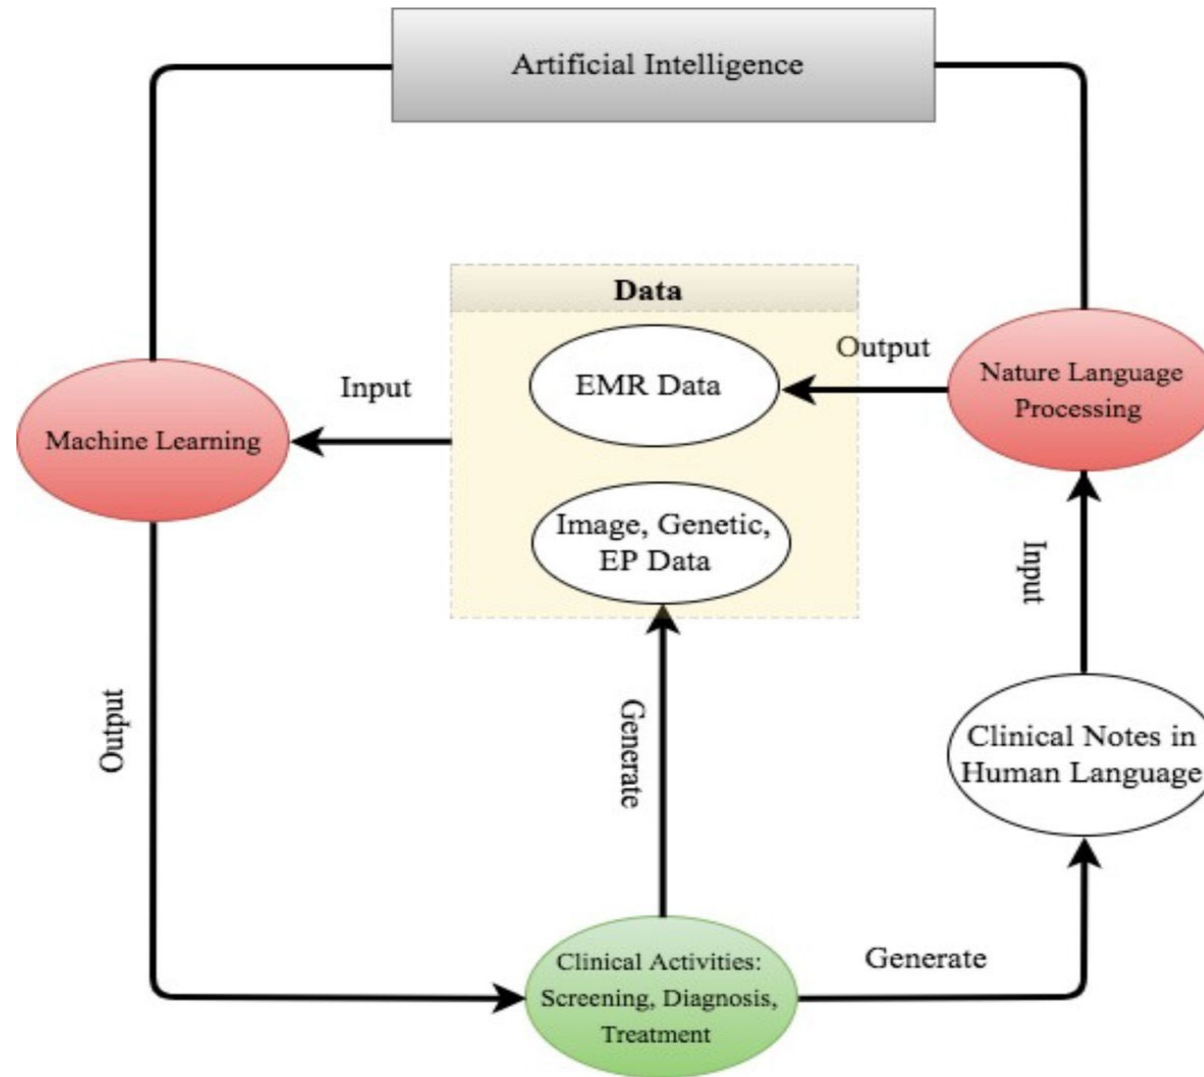 Artificial Intelligence
Data
Output
EMR Data
Nature Language
Processing
Input
Machine Learning
Image, Genetic,
EP Data
Input
Output
Generate
Clinical Notes in
Human Language
Clinical Activities:
Screening, Diagnosis,
Treatment
Generate